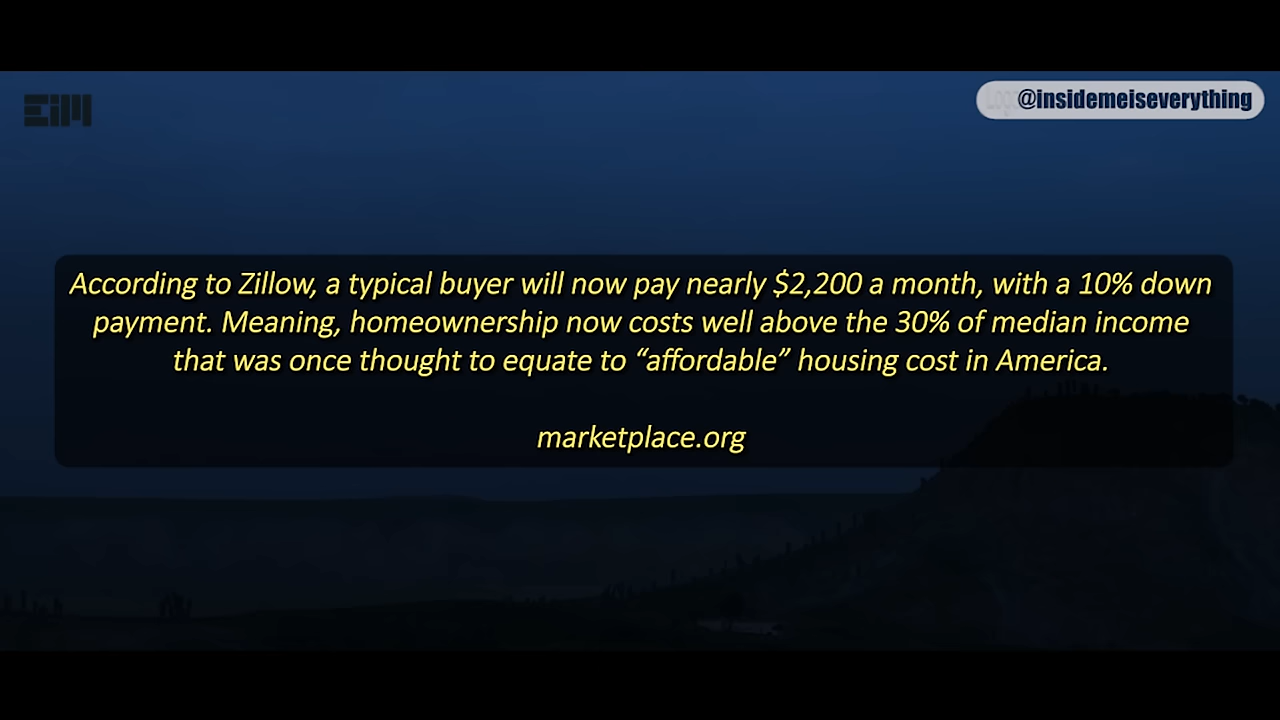 EiM
@insidemeiseverything
According to Zillow, a typical buyer will now pay nearly $2,200 a month, with a 10% down
payment. Meaning, homeownership now costs well above the 30% of median income
that was once thought to equate to “affordable” housing cost in America.
marketplace.org